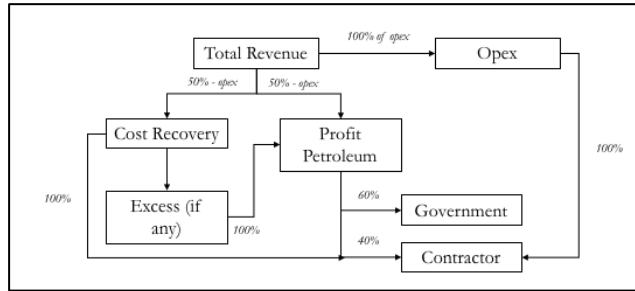 100% of opex
Total Revenue
Opex
50% - opex
50% - opex
Cost Recovery
Profit
Petroleum
100%
100%
Excess (if
any)
100%
60%
Government
40%
Contractor